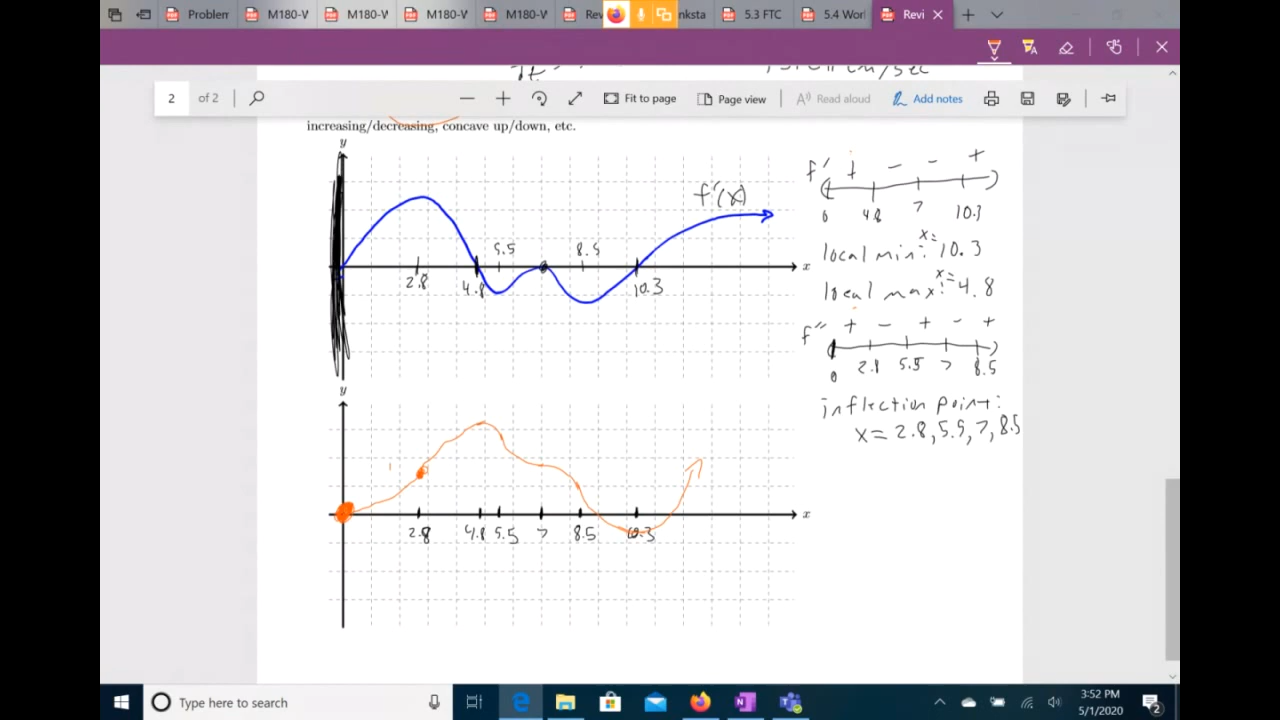 Problem M180-W M180-W M180-W M180-W Rev nksta 5.3 FTC 5.4 Worl Revi
2 of 2 Fit to page Page view Read aloud Add notes
increasing/decreasing, concave up/down, etc.
y
f'(x)
5.5 8.5
x
2.8 4.8 10.3
f' + - - +
0 4.8 7 10.3
local min: x= 10.3
local max: x= 4.8
f'' + - + - +
0 2.8 5.5 7 8.5
inflection point:
x = 2.8, 5.5, 7, 8.5
y
x
2.8 4.8 5.5 7 8.5 10.3
Type here to search
3:52 PM
5/1/2020
2